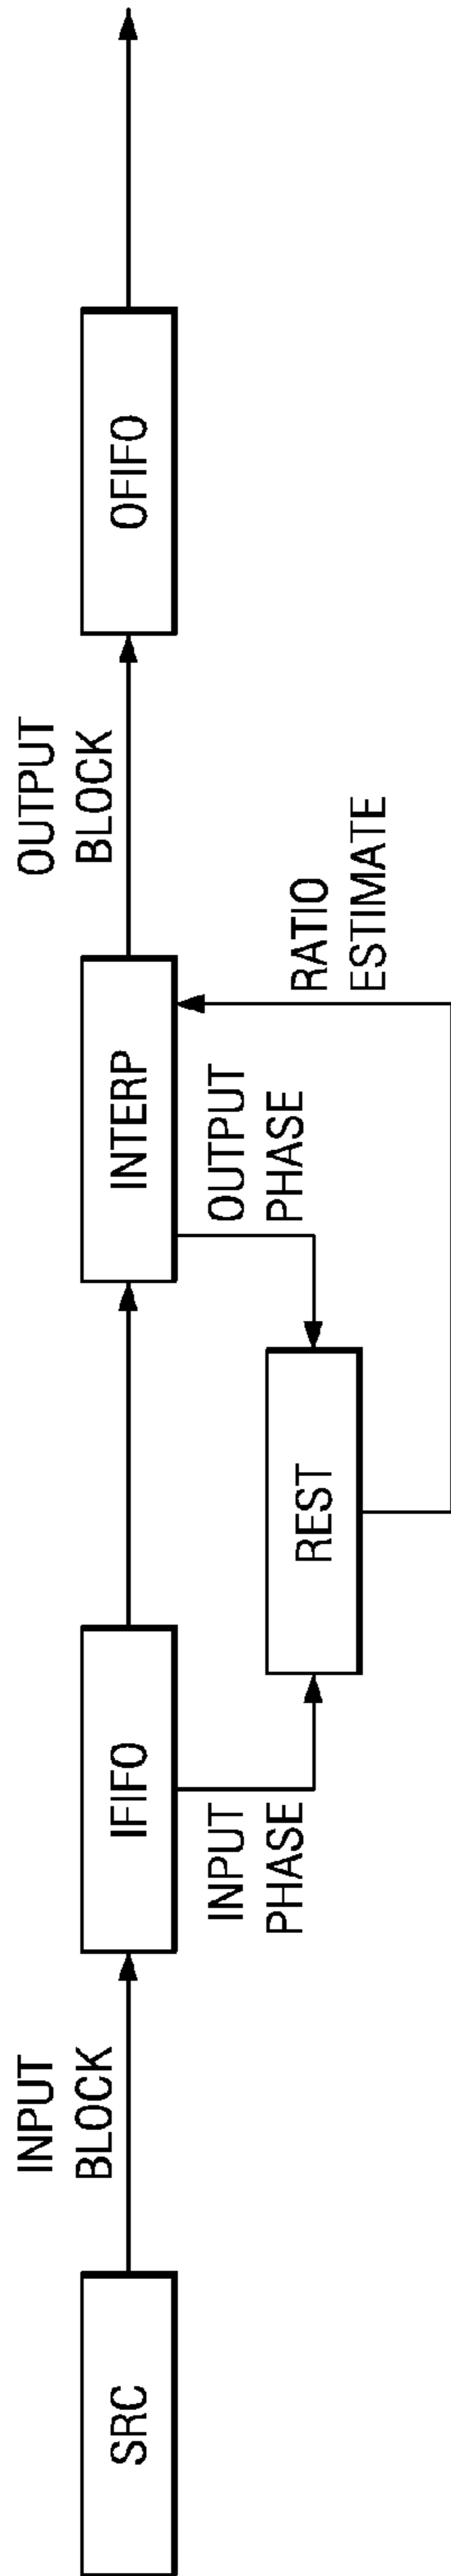 SRC
INPUT
BLOCK
IFIFO
INPUT
PHASE
REST
OUTPUT
PHASE
INTERP
RATIO
ESTIMATE
OUTPUT
BLOCK
OFIFO